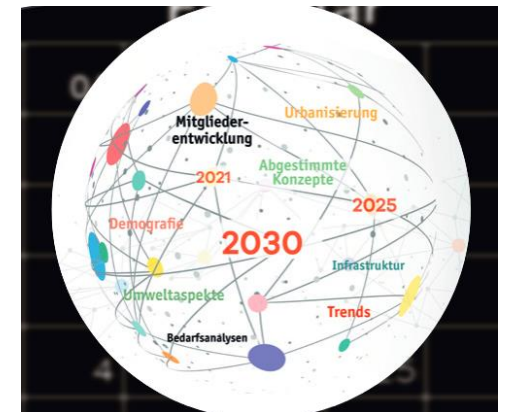 Mitglieder-
entwicklung
Urbanisierung
Abgestimmte
Konzepte
2021
2025
Demografie
2030
Infrastruktur
Umweltaspekte
Trends
Bedarfsanalysen